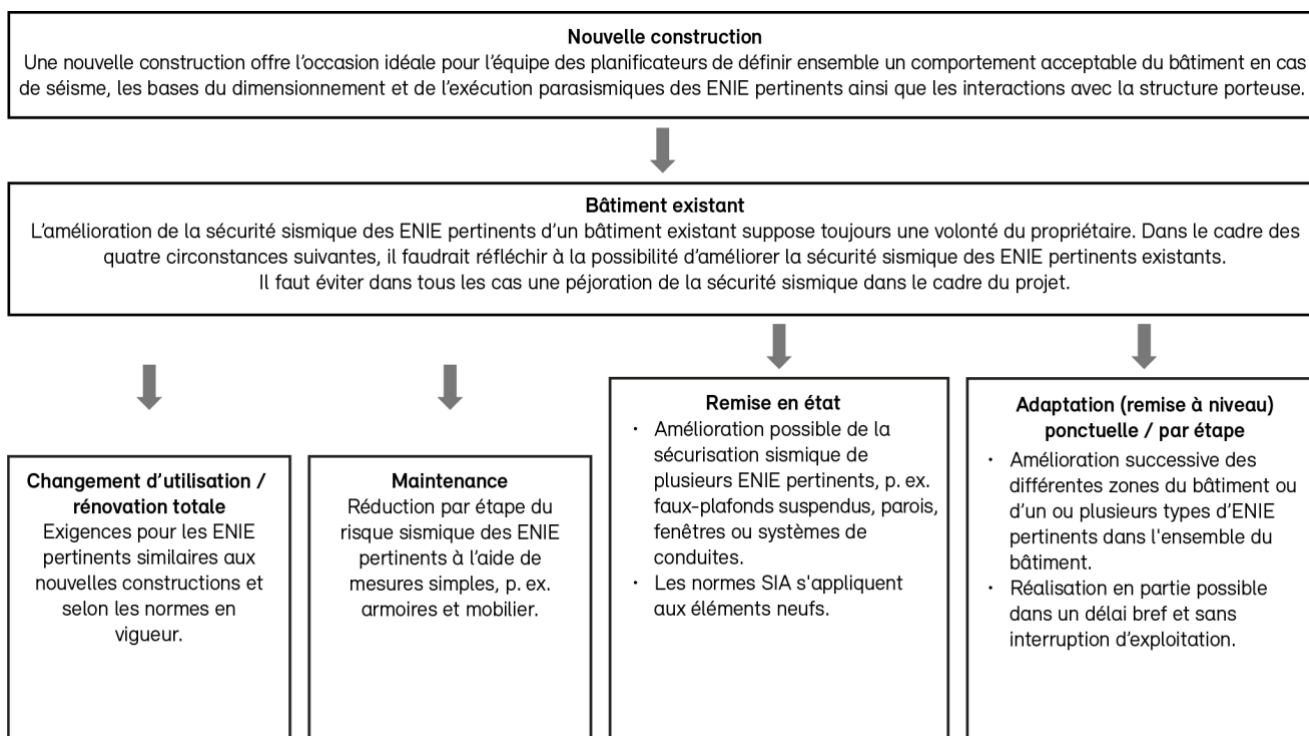 Nouvelle construction
Une nouvelle construction offre l’occasion idéale pour l’équipe des planificateurs de définir ensemble un comportement acceptable du bâtiment en cas
de séisme, les bases du dimensionnement et de l’exécution parasismiques des ENIE pertinents ainsi que les interactions avec la structure porteuse.
Bâtiment existant
L’amélioration de la sécurité sismique des ENIE pertinents d’un bâtiment existant suppose toujours une volonté du propriétaire. Dans le cadre des
quatre circonstances suivantes, il faudrait réfléchir à la possibilité d’améliorer la sécurité sismique des ENIE pertinents existants.
Il faut éviter dans tous les cas une péjoration de la sécurité sismique dans le cadre du projet.
Changement d’utilisation /
rénovation totale
Exigences pour les ENIE
pertinents similaires aux
nouvelles constructions et
selon les normes en
vigueur.
Maintenance
Réduction par étape du
risque sismique des ENIE
pertinents à l’aide de
mesures simples, p. ex.
armoires et mobilier.
Remise en état
· Amélioration possible de la
sécurisation sismique de
plusieurs ENIE pertinents, p. ex.
faux-plafonds suspendus, parois,
fenêtres ou systèmes de
conduites.
· Les normes SIA s'appliquent
aux éléments neufs.
Adaptation (remise à niveau)
ponctuelle / par étape
· Amélioration successive des
différentes zones du bâtiment ou
d’un ou plusieurs types d’ENIE
pertinents dans l'ensemble du
bâtiment.
· Réalisation en partie possible
dans un délai bref et sans
interruption d’exploitation.